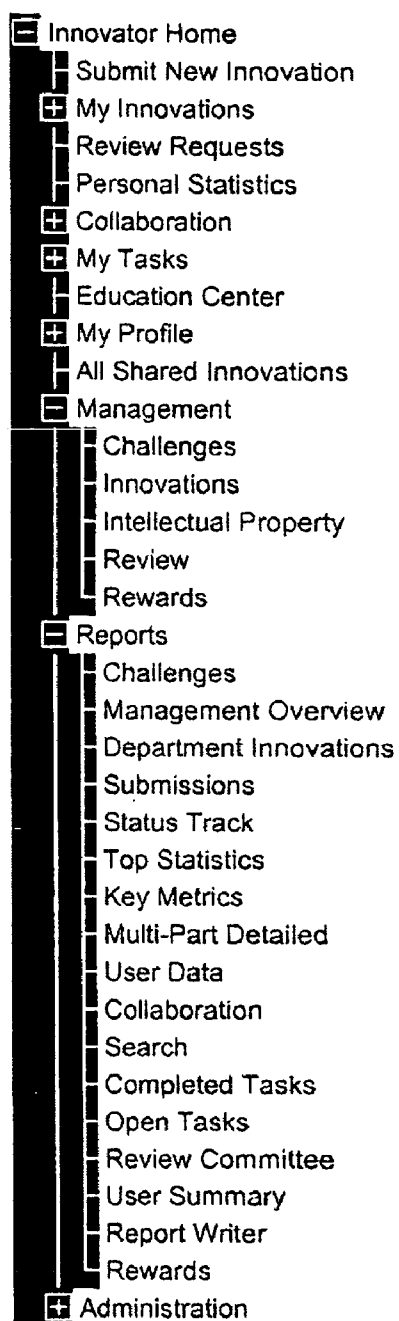 Innovator Home
Submit New Innovation
My Innovations
Review Requests
Personal Statistics
Collaboration
My Tasks
Education Center
My Profile
All Shared Innovations
Management
Challenges
Innovations
Intellectual Property
Review
Rewards
Reports
Challenges
Management Overview
Department Innovations
Submissions
Status Track
Top Statistics
Key Metrics
Multi-Part Detailed
User Data
Collaboration
Search
Completed Tasks
Open Tasks
Review Committee
User Summary
Report Writer
Rewards
Administration